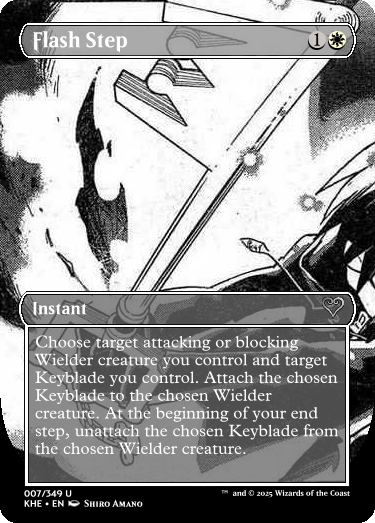 Flash Step 1
Instant
Choose target attacking or blocking
Wielder creature you control and target
Keyblade you control. Attach the chosen
Keyblade to the chosen Wielder
creature. At the beginning of your end
step, unattach the chosen Keyblade from
the chosen Wielder creature.
007/349 U
KHE • EN Shiro Amano
™ and © 2025 Wizards of the Coast